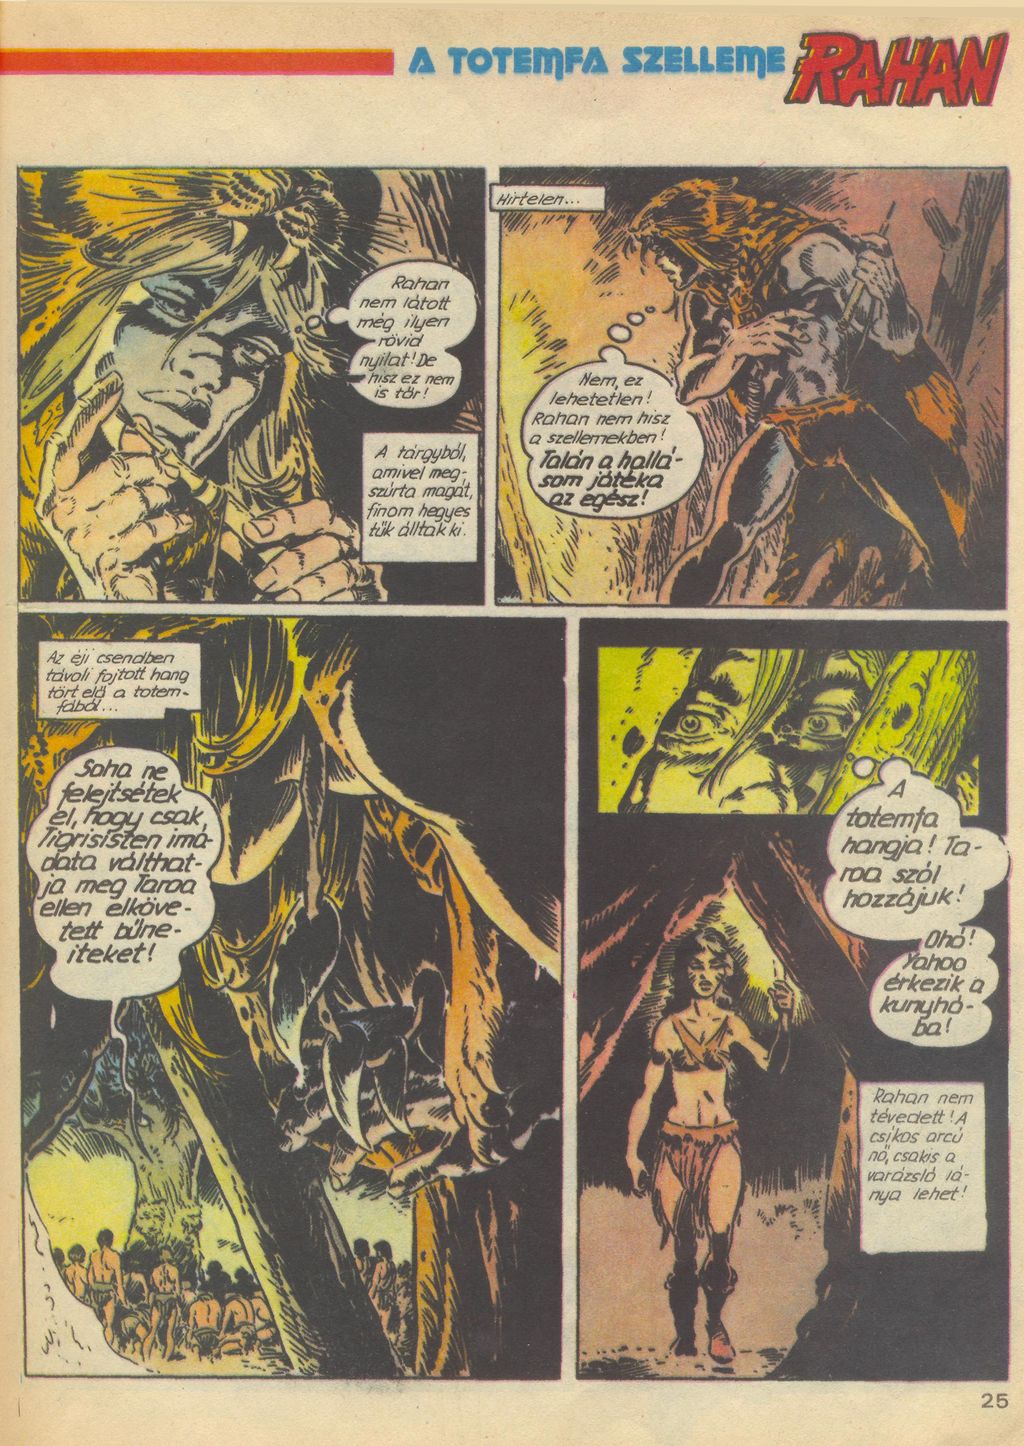 A TOTEMFA SZELLEME
RAHAN
Rahan
nem látott
még ilyen
rövid
nyilat! De
hisz ez nem
is tőr!
A tárgyból,
amivel meg-
szúrta magát,
finom hegyes
tűk álltak ki.
Hirtelen...
Nem, ez
lehetetlen!
Rahan nem hisz
a szellemekben!
Talán a hallá-
som játéka
az egész!
Az éji csendben
távoli fojtott hang
tört elő a totem-
fából...
Soha ne
felejtsétek
el, hogy csak
Tigrisisten imá-
data válthat-
ja meg Taroa
ellen elköve-
tett bűne-
iteket!
A
totemfa
hangja! Ta-
roa szól
hozzájuk!
Ohó!
Yahoo
érkezik a
kunyhó-
ba!
Rahan nem
tévedett! A
csíkos arcú
nő, csakis a
varázsló lá-
nya lehet!
25